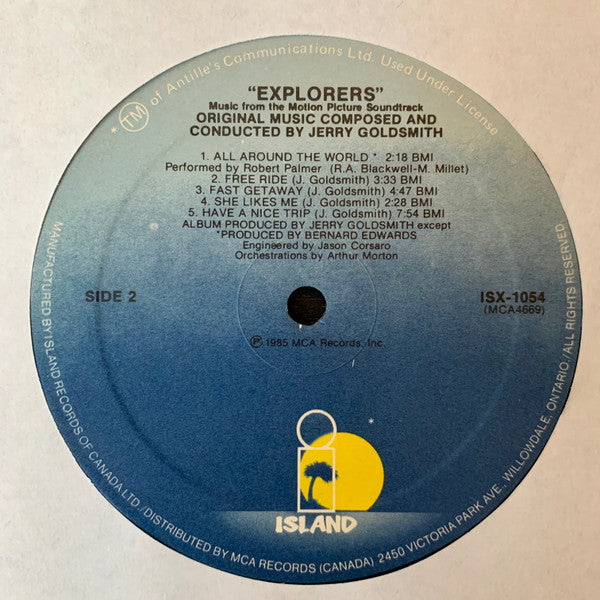 * TM of Antille's Communications Ltd. Used Under License
"EXPLORERS"
Music from the Motion Picture Soundtrack
ORIGINAL MUSIC COMPOSED AND
CONDUCTED BY JERRY GOLDSMITH
1. ALL AROUND THE WORLD * 2:18 BMI
Performed by Robert Palmer (R.A. Blackwell-M. Millet)
2. FREE RIDE (J. Goldsmith) 3:33 BMI
3. FAST GETAWAY (J. Goldsmith) 4:47 BMI
4. SHE LIKES ME (J. Goldsmith) 2:28 BMI
5. HAVE A NICE TRIP (J. Goldsmith) 7:54 BMI
ALBUM PRODUCED BY JERRY GOLDSMITH except
*PRODUCED BY BERNARD EDWARDS
Engineered by Jason Corsaro
Orchestrations by Arthur Morton
SIDE 2
ISX-1054
(MCA4669)
℗ 1985 MCA Records, Inc.
*
i
ISLAND
MANUFACTURED BY ISLAND RECORDS OF CANADA LTD / DISTRIBUTED BY MCA RECORDS (CANADA) 2450 VICTORIA PARK AVE., WILLOWDALE, ONTARIO./ALL RIGHTS RESERVED